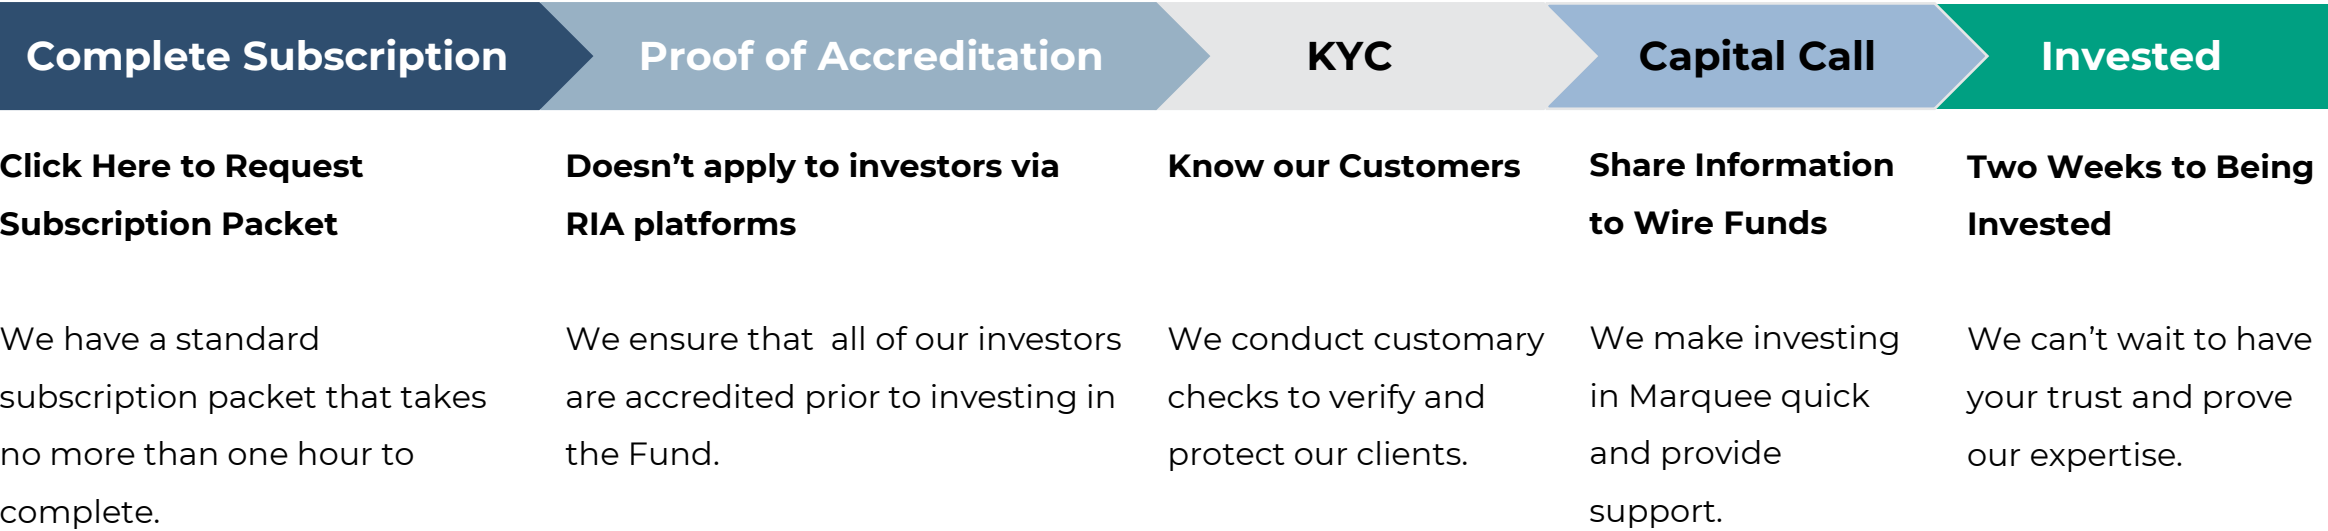 Complete Subscription
Proof of Accreditation
KYC
Capital Call
Invested
Click Here to Request
Subscription Packet
We have a standard
subscription packet that takes
no more than one hour to
complete.
Doesn’t apply to investors via
RIA platforms
We ensure that  all of our investors
are accredited prior to investing in
the Fund.
Know our Customers
We conduct customary
checks to verify and
protect our clients.
Share Information
to Wire Funds
We make investing
in Marquee quick
and provide
support.
Two Weeks to Being
Invested
We can’t wait to have
your trust and prove
our expertise.